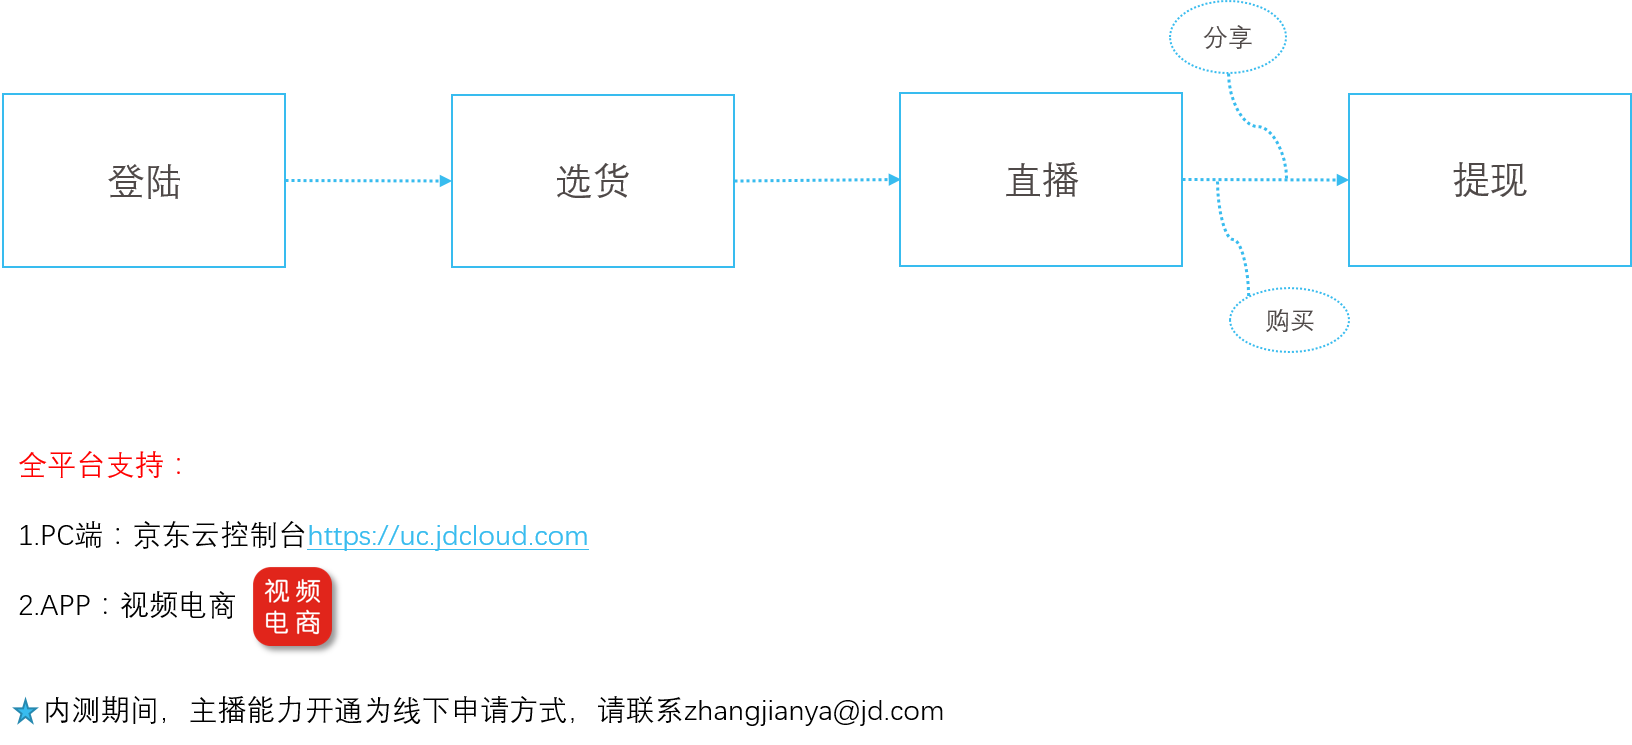 分享
登陆
选货
直播
提现
购买
全平台支持：
1.PC端：京东云控制台https://uc.jdcloud.com
2.APP：视频电商
视频
电商
内测期间，主播能力开通为线下申请方式，请联系zhangjianya@jd.com